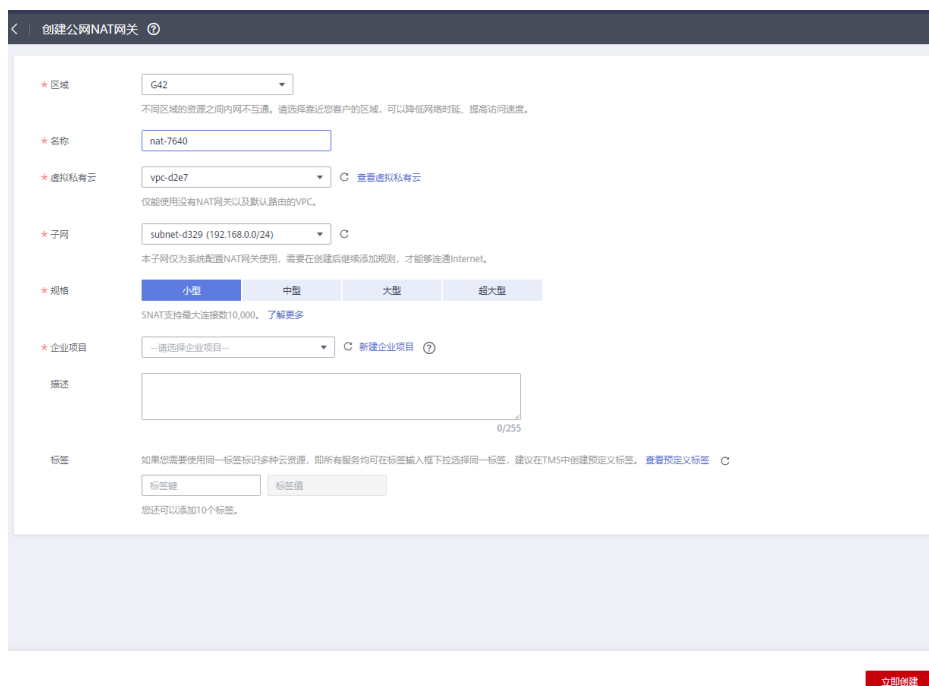 创建公网NAT网关
* 区域 G42
不同区域的资源之间内网不互通。请选择靠近您客户的区域，可以降低网络时延、提高访问速度。
* 名称 nat-7640
* 虚拟私有云 vpc-d2e7 查看虚拟私有云
仅能使用没有NAT网关以及默认路由的VPC。
* 子网 subnet-d329 (192.168.0.0/24)
本子网仅为系统配置NAT网关使用，需要在创建后继续添加规则，才能够连通Internet。
* 规格 小型 中型 大型 超大型
SNAT支持最大连接数10,000。 了解更多
* 企业项目 --请选择企业项目-- 新建企业项目
描述
0/255
标签 如果您需要使用同一标签标识多种云资源，即所有服务均可在标签输入框下拉选择同一标签，建议在TMS中创建预定义标签。 查看预定义标签
标签键 标签值
您还可以添加10个标签。
立即创建